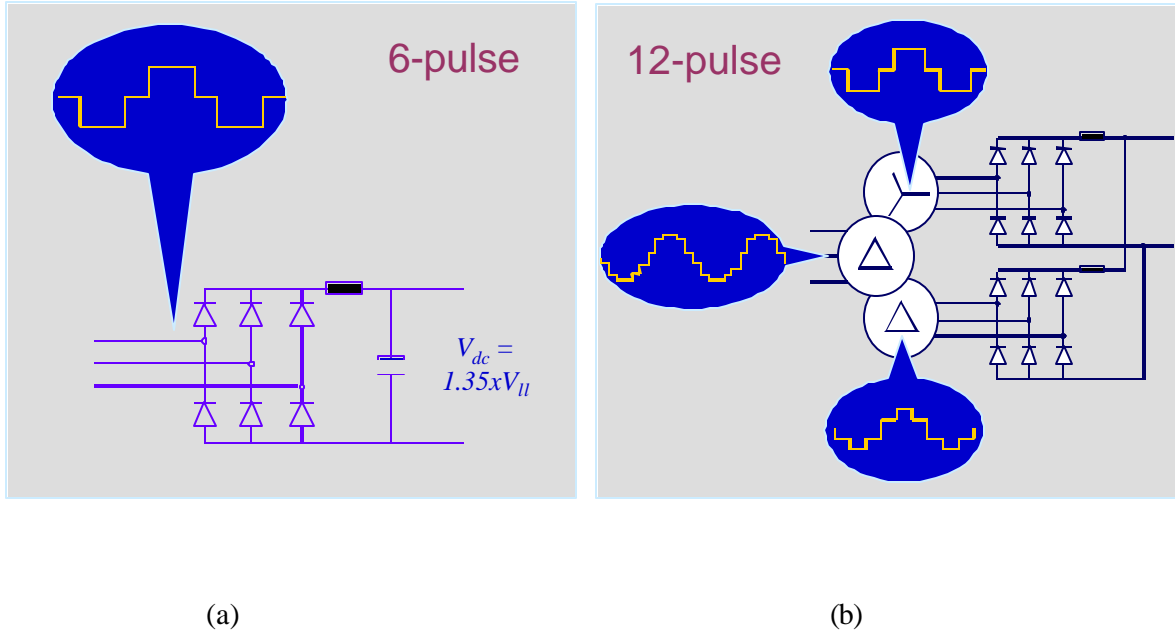 6-pulse
V_dc =
1.35xV_ll
12-pulse
(a)
(b)